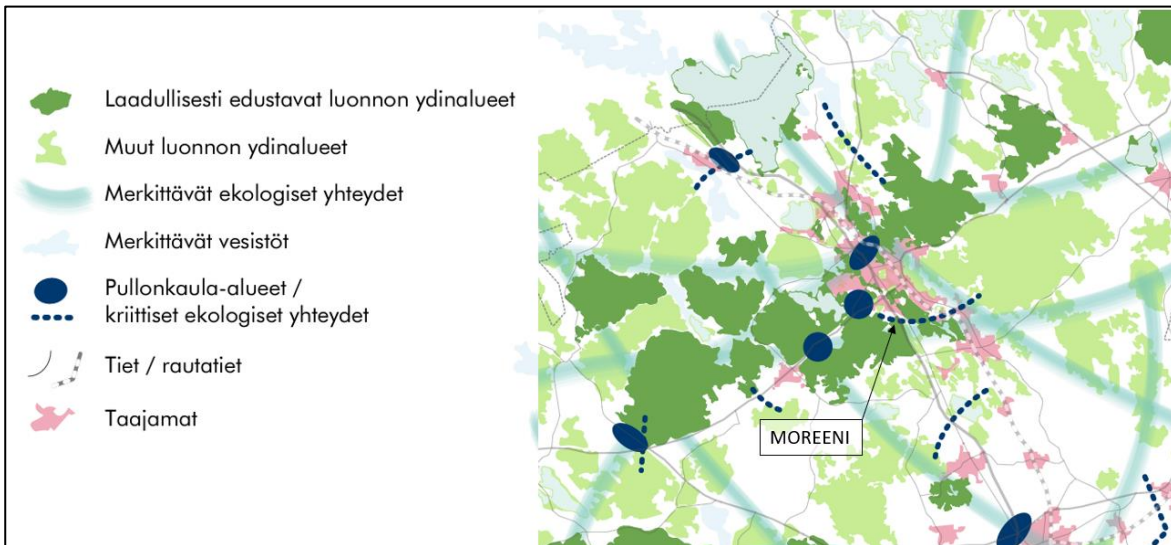 Laadullisesti edustavat luonnon ydinalueet
Muut luonnon ydinalueet
Merkittävät ekologiset yhteydet
Merkittävät vesistöt
Pullonkaula-alueet /
kriittiset ekologiset yhteydet
Tiet / rautatiet
Taajamat
MOREENI